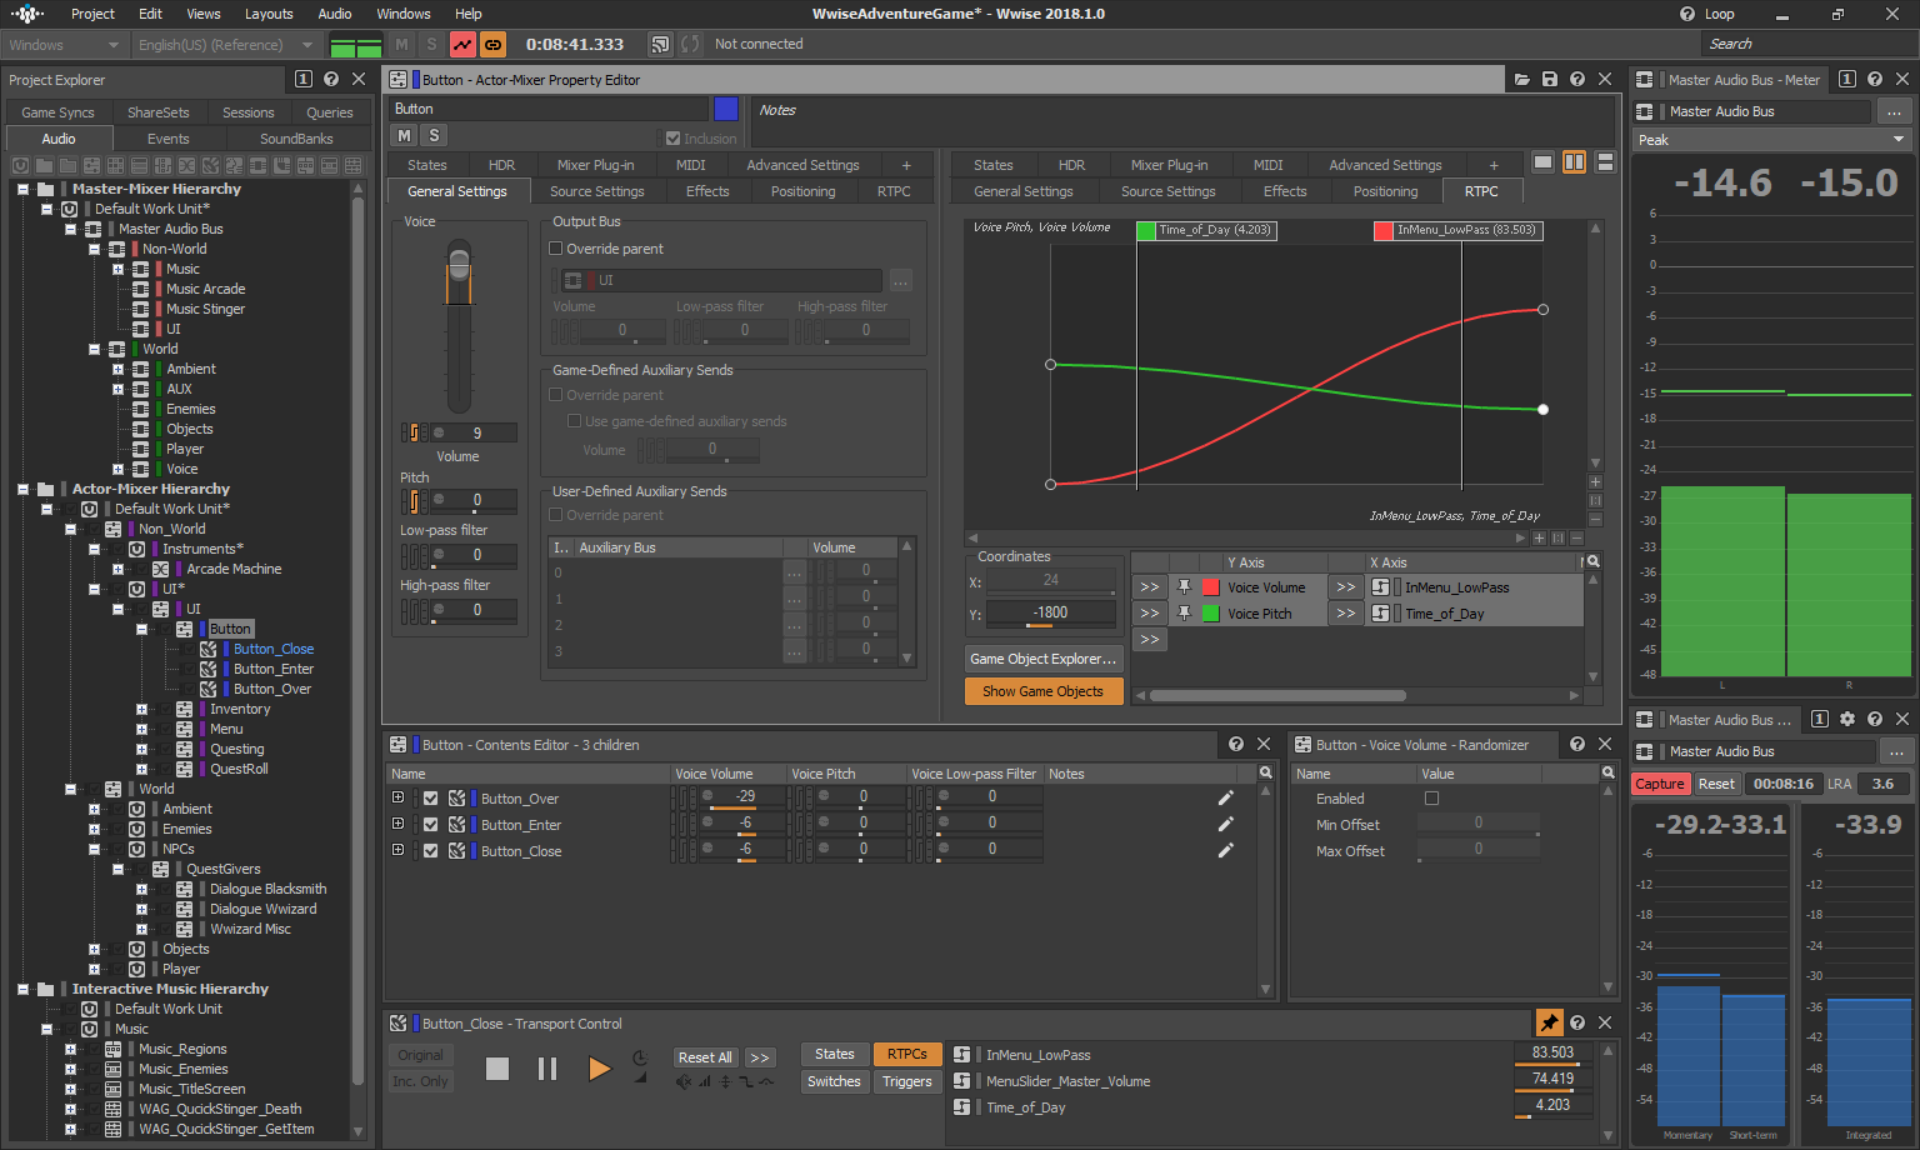 Project Edit Views Layouts Audio Windows Help
WwiseAdventureGame* - Wwise 2018.1.0
Loop
Windows
English(US) (Reference)
M S
0:08:41.333
Not connected
Search
Project Explorer
1
Game Syncs ShareSets Sessions Queries
Audio Events SoundBanks
Master-Mixer Hierarchy
Default Work Unit*
Master Audio Bus
Non-World
Music
Music Arcade
Music Stinger
UI
World
Ambient
AUX
Enemies
Objects
Player
Voice
Actor-Mixer Hierarchy
Default Work Unit*
Non_World
Instruments*
Arcade Machine
UI*
UI
Button
Button_Close
Button_Enter
Button_Over
Inventory
Menu
Questing
QuestRoll
World
Ambient
Enemies
NPCs
QuestGivers
Dialogue Blacksmith
Dialogue Wwizard
Wwizard Misc
Objects
Player
Interactive Music Hierarchy
Default Work Unit
Music
Music_Regions
Music_Enemies
Music_TitleScreen
WAG_QucickStinger_Death
WAG_QucickStinger_GetItem
Button - Actor-Mixer Property Editor
Button
Notes
M S
Inclusion
States HDR Mixer Plug-in MIDI Advanced Settings +
General Settings Source Settings Effects Positioning RTPC
Voice
9
Volume
Pitch
0
Low-pass filter
0
High-pass filter
0
Output Bus
Override parent
UI
...
Volume Low-pass filter High-pass filter
0 0 0
Game-Defined Auxiliary Sends
Override parent
Use game-defined auxiliary sends
Volume 0
User-Defined Auxiliary Sends
Override parent
I.. Auxiliary Bus Volume
0 ... 0
1 ... 0
2 ... 0
3 ... 0
States HDR Mixer Plug-in MIDI Advanced Settings +
General Settings Source Settings Effects Positioning RTPC
Voice Pitch, Voice Volume
Time_of_Day (4.203)
InMenu_LowPass (83.503)
InMenu_LowPass, Time_of_Day
Coordinates
X: 24
Y: -1800
Game Object Explorer...
Show Game Objects
Y Axis X Axis
>> Voice Volume >> InMenu_LowPass
>> Voice Pitch >> Time_of_Day
>>
Button - Contents Editor - 3 children
Name Voice Volume Voice Pitch Voice Low-pass Filter Notes
Button_Over -29 0 0
Button_Enter -6 0 0
Button_Close -6 0 0
Button - Voice Volume - Randomizer
Name Value
Enabled
Min Offset 0
Max Offset 0
Button_Close - Transport Control
Original
Inc. Only
Reset All >>
States RTPCs
Switches Triggers
InMenu_LowPass 83.503
MenuSlider_Master_Volume 74.419
Time_of_Day 4.203
Master Audio Bus - Meter
1
Master Audio Bus ...
Peak
-14.6 -15.0
6
3
0
-3
-6
-9
-12
-15
-18
-21
-24
-27
-30
-33
-36
-39
-42
-45
-48
L R
Master Audio Bus ...
1
Master Audio Bus ...
Capture Reset 00:08:16 LRA 3.6
-29.2 -33.1 -33.9
-6 -6
-12 -12
-18 -18
-24 -24
-30 -30
-36 -36
-42 -42
-48 -48
-54 -54
Momentary Short-term Integrated